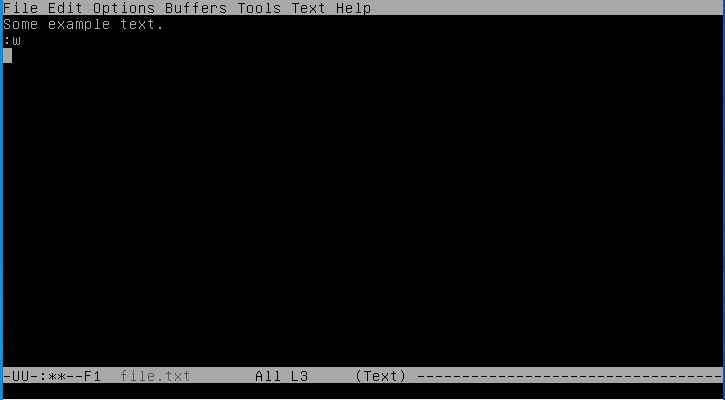 File Edit Options Buffers Tools Text Help
Some example text.
:w
-UU-:**--F1  file.txt       All L3     (Text) ----------------------------------